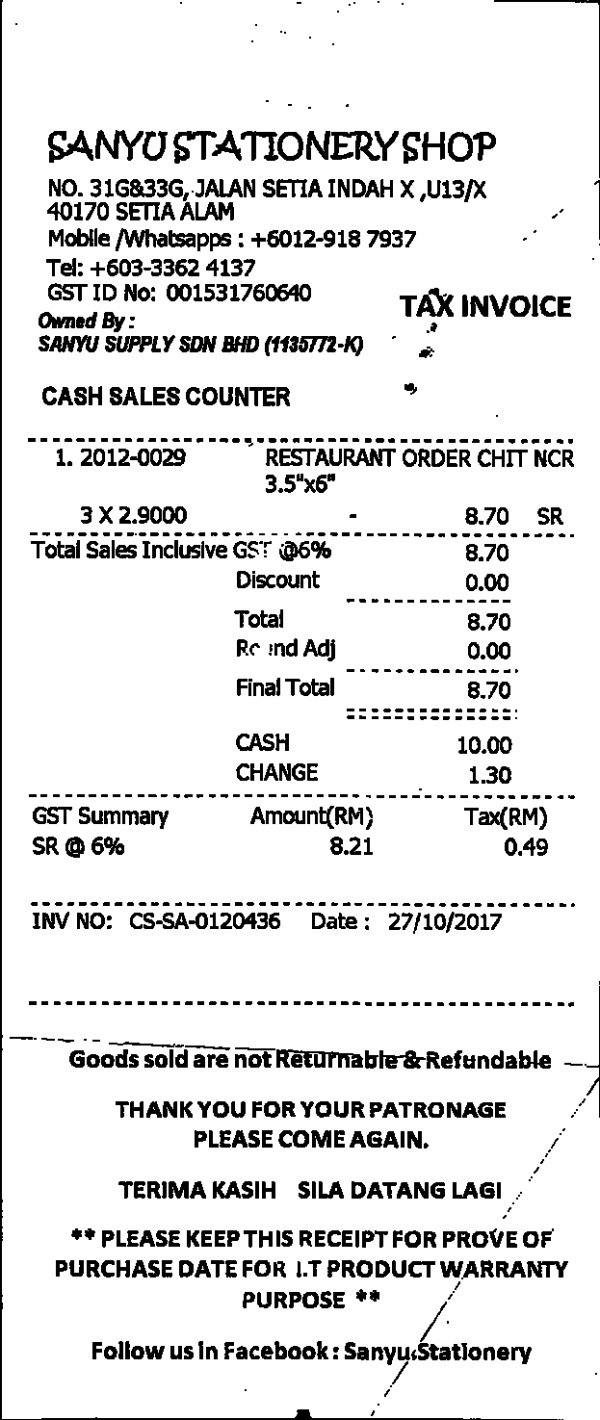 SANYU STATIONERY SHOP
NO. 31G&33G, JALAN SETIA INDAH X ,U13/X
40170 SETIA ALAM
Mobile /Whatsapps : +6012-918 7937
Tel: +603-3362 4137
GST ID No: 001531760640
TAX INVOICE
Owned By :
SANYU SUPPLY SDN BHD (1135772-K)
CASH SALES COUNTER
1. 2012-0029 RESTAURANT ORDER CHIT NCR
3.5"x6"
3 X 2.9000 - 8.70 SR
Total Sales Inclusive GST @6% 8.70
Discount 0.00
Total 8.70
Round Adj 0.00
Final Total 8.70
CASH 10.00
CHANGE 1.30
GST Summary Amount(RM) Tax(RM)
SR @ 6% 8.21 0.49
INV NO: CS-SA-0120436 Date : 27/10/2017
Goods sold are not Returnable & Refundable
THANK YOU FOR YOUR PATRONAGE
PLEASE COME AGAIN.
TERIMA KASIH SILA DATANG LAGI
** PLEASE KEEP THIS RECEIPT FOR PROVE OF
PURCHASE DATE FOR I.T PRODUCT WARRANTY
PURPOSE **
Follow us in Facebook : Sanyu.Stationery